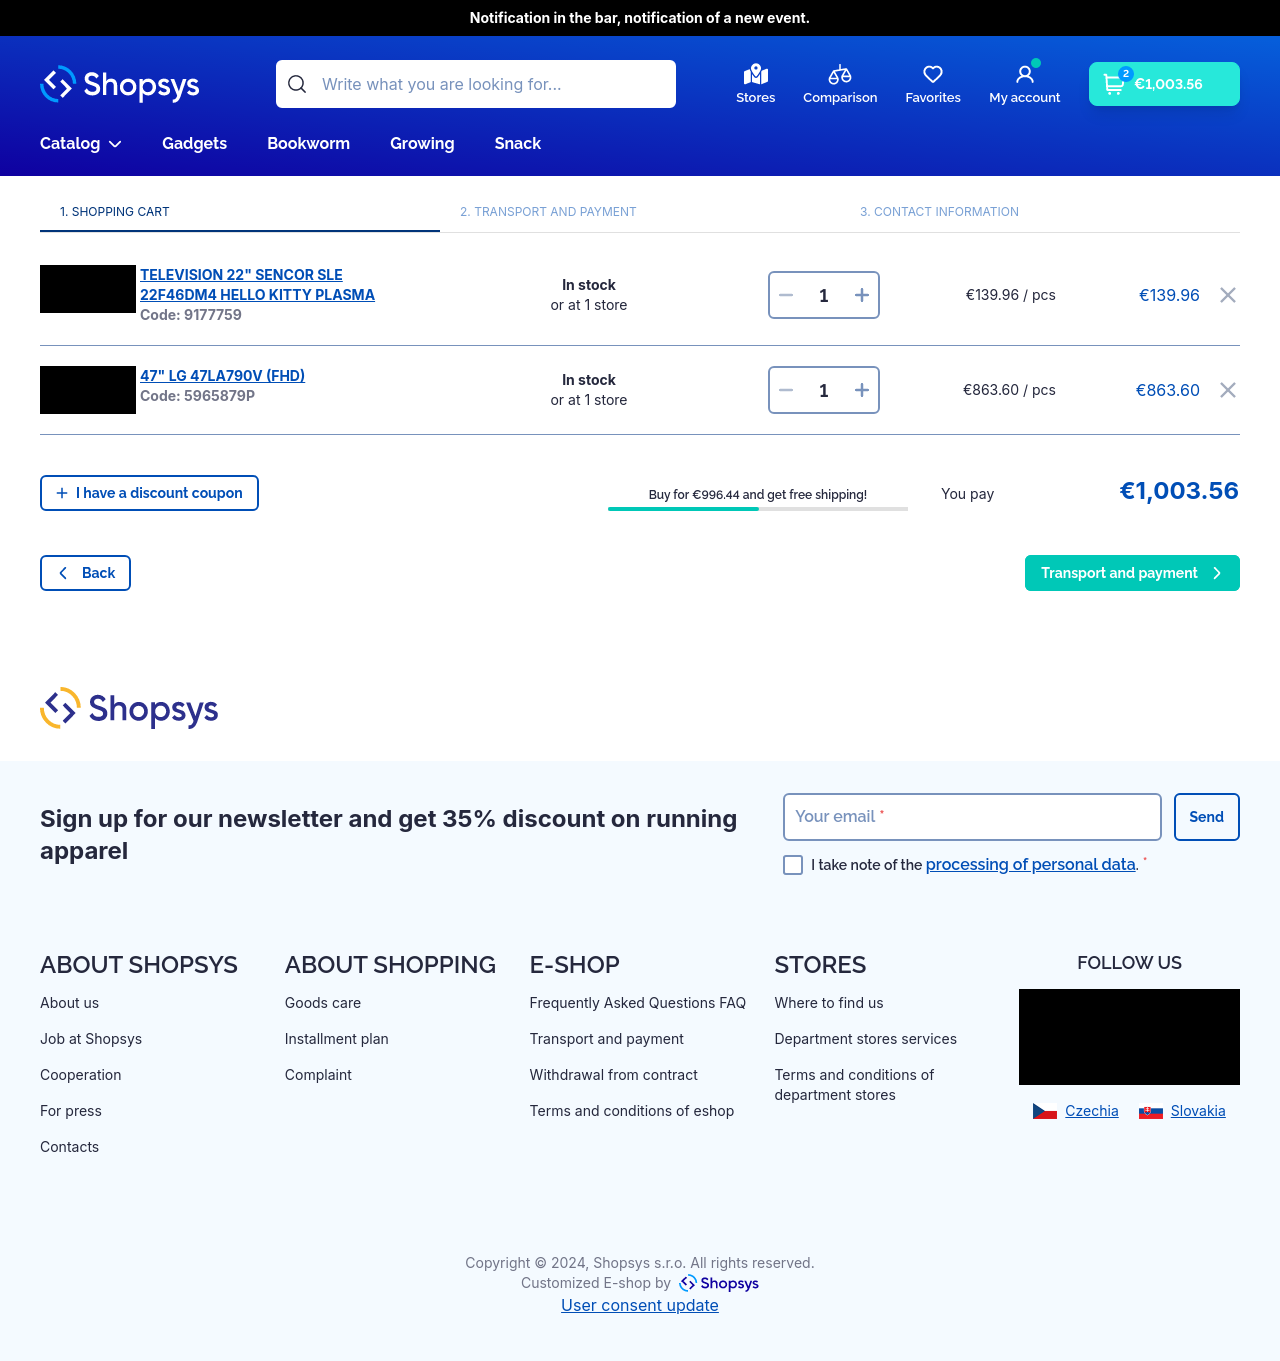 Notification in the bar, notification of a new event.
Shopsys
Write what you are looking for...
Stores
Comparison
Favorites
My account
2
€1,003.56
Catalog
Gadgets
Bookworm
Growing
Snack
1. SHOPPING CART
2. TRANSPORT AND PAYMENT
3. CONTACT INFORMATION
TELEVISION 22" SENCOR SLE
22F46DM4 HELLO KITTY PLASMA
Code: 9177759
In stock
or at 1 store
1
€139.96 / pcs
€139.96
47" LG 47LA790V (FHD)
Code: 5965879P
In stock
or at 1 store
1
€863.60 / pcs
€863.60
I have a discount coupon
Buy for €996.44 and get free shipping!
You pay
€1,003.56
Back
Transport and payment
Shopsys
Sign up for our newsletter and get 35% discount on running
apparel
Your email *
Send
I take note of the processing of personal data. *
ABOUT SHOPSYS
About us
Job at Shopsys
Cooperation
For press
Contacts
ABOUT SHOPPING
Goods care
Installment plan
Complaint
E-SHOP
Frequently Asked Questions FAQ
Transport and payment
Withdrawal from contract
Terms and conditions of eshop
STORES
Where to find us
Department stores services
Terms and conditions of
department stores
FOLLOW US
Czechia
Slovakia
Copyright © 2024, Shopsys s.r.o. All rights reserved.
Customized E-shop by Shopsys
User consent update